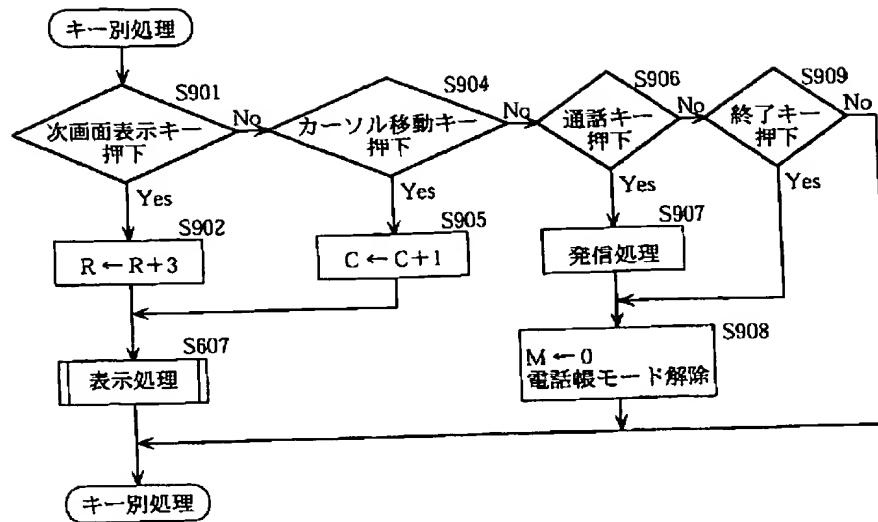 キー別処理
S901
次画面表示キー
押下
No
Yes
S904
カーソル移動キー
押下
No
Yes
S906
通話キー
押下
No
Yes
S909
終了キー
押下
No
Yes
S902
R ← R+3
S905
C ← C+1
S907
発信処理
S607
表示処理
S908
M ← 0
電話帳モード解除
キー別処理